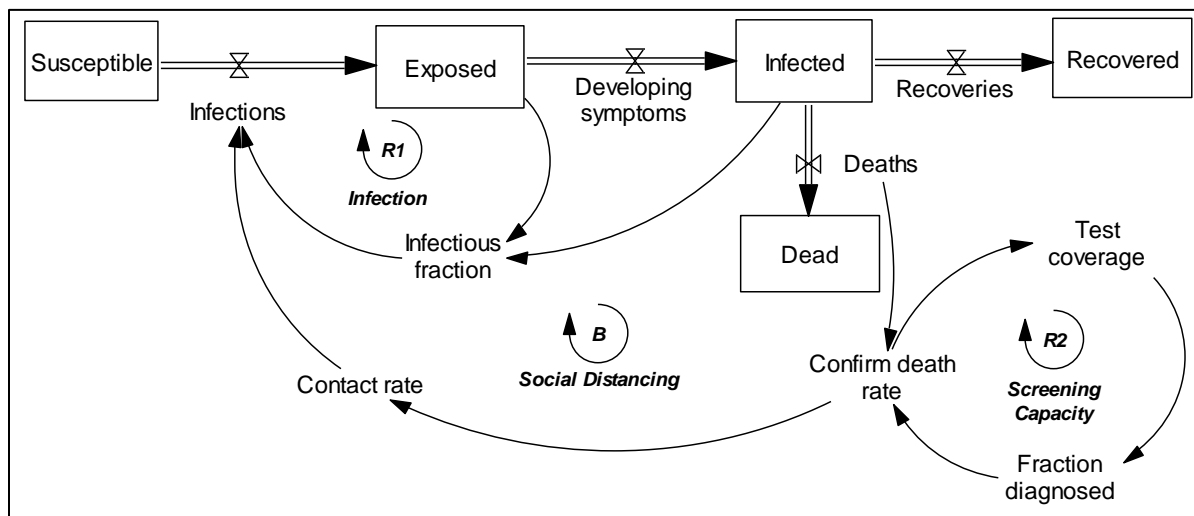 Susceptible
Exposed
Infected
Recovered
Infections
Developing
symptoms
Recoveries
R1
Infection
Deaths
Infectious
fraction
Dead
Test
coverage
B
Social Distancing
Contact rate
Confirm death
rate
R2
Screening
Capacity
Fraction
diagnosed